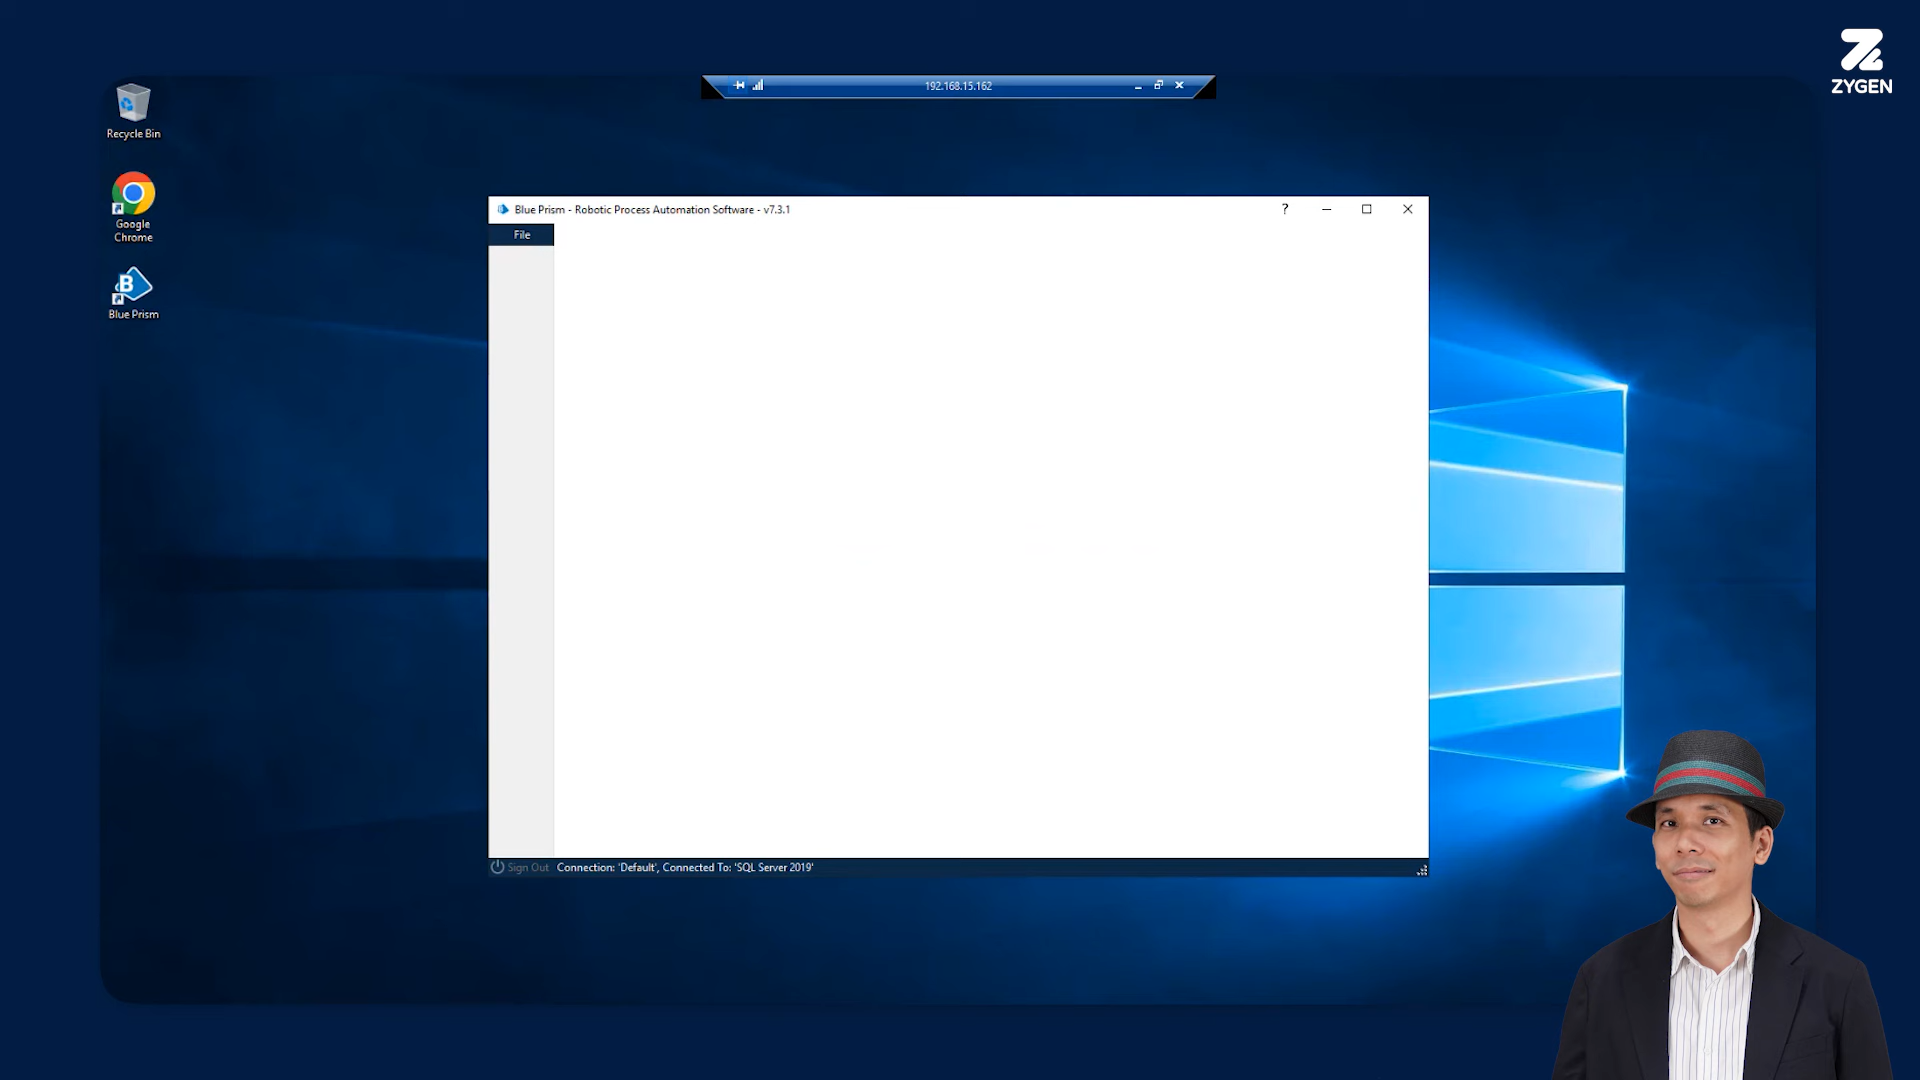 ZYGEN
192.168.15.162
Recycle Bin
Google
Chrome
B
Blue Prism
Blue Prism - Robotic Process Automation Software - v7.3.1
?
File
Sign Out Connection: 'Default', Connected To: 'SQL Server 2019'